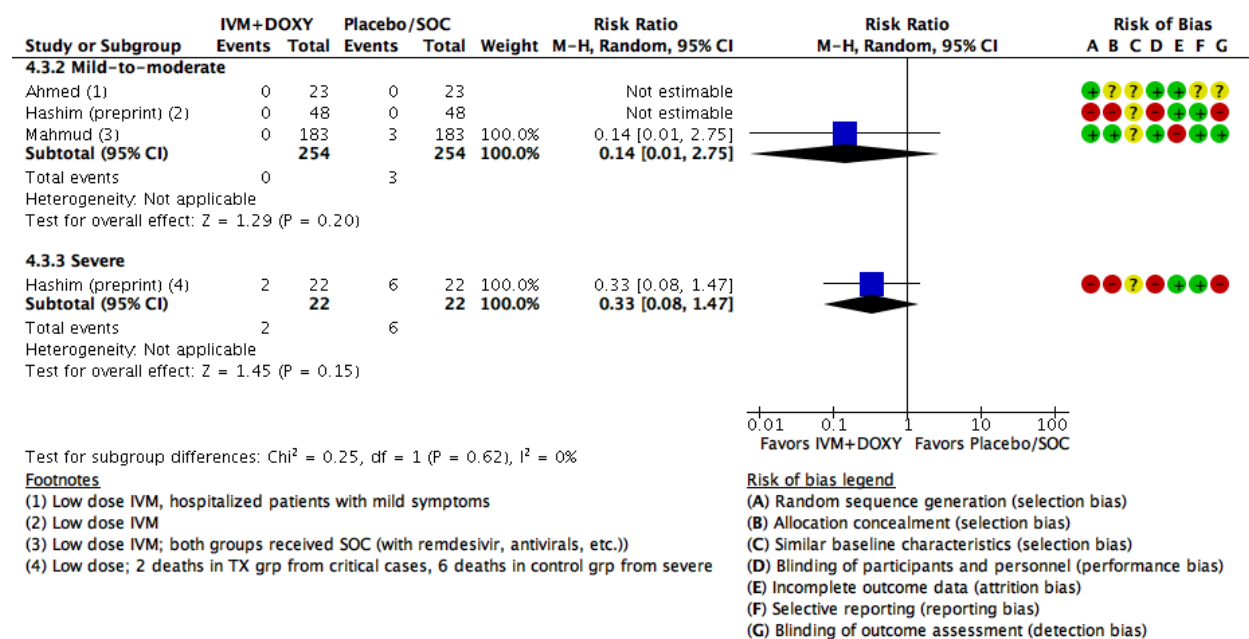 IVM+DOXY Placebo/SOC Risk Ratio Risk Ratio Risk of Bias
Study or Subgroup Events Total Events Total Weight M-H, Random, 95% CI M-H, Random, 95% CI A B C D E F G
4.3.2 Mild-to-moderate
Ahmed (1) 0 23 0 23 Not estimable + ? ? + + ? ?
Hashim (preprint) (2) 0 48 0 48 Not estimable − − ? − + + −
Mahmud (3) 0 183 3 183 100.0% 0.14 [0.01, 2.75] + + ? + − + +
Subtotal (95% CI) 254 254 100.0% 0.14 [0.01, 2.75]
Total events 0 3
Heterogeneity: Not applicable
Test for overall effect: Z = 1.29 (P = 0.20)
4.3.3 Severe
Hashim (preprint) (4) 2 22 6 22 100.0% 0.33 [0.08, 1.47] − − ? − + + −
Subtotal (95% CI) 22 22 100.0% 0.33 [0.08, 1.47]
Total events 2 6
Heterogeneity: Not applicable
Test for overall effect: Z = 1.45 (P = 0.15)
0.01 0.1 1 10 100
Favors IVM+DOXY Favors Placebo/SOC
Test for subgroup differences: Chi² = 0.25, df = 1 (P = 0.62), I² = 0%
Footnotes
(1) Low dose IVM, hospitalized patients with mild symptoms
(2) Low dose IVM
(3) Low dose IVM; both groups received SOC (with remdesivir, antivirals, etc.))
(4) Low dose; 2 deaths in TX grp from critical cases, 6 deaths in control grp from severe
Risk of bias legend
(A) Random sequence generation (selection bias)
(B) Allocation concealment (selection bias)
(C) Similar baseline characteristics (selection bias)
(D) Blinding of participants and personnel (performance bias)
(E) Incomplete outcome data (attrition bias)
(F) Selective reporting (reporting bias)
(G) Blinding of outcome assessment (detection bias)